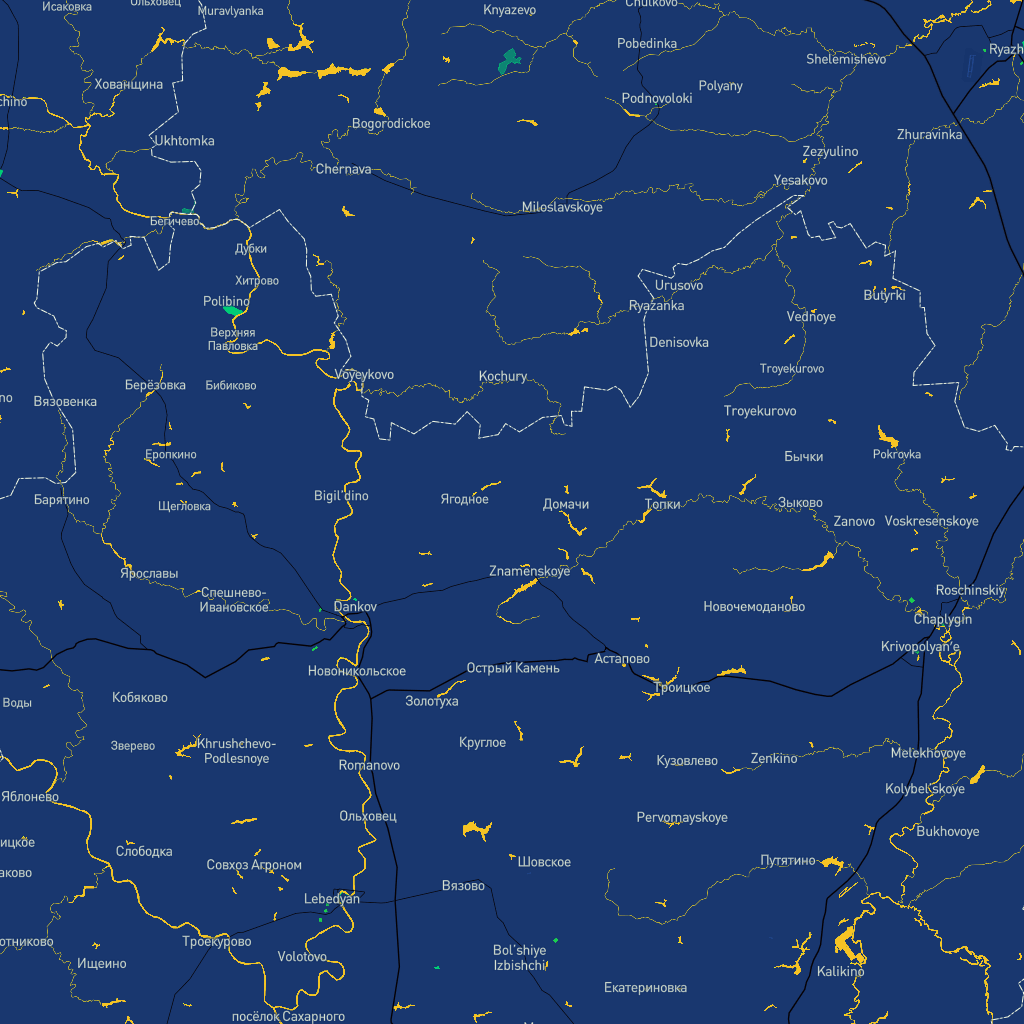 Исаковка
Ольховец
Muravlyanka
Knyazevo
Chulkovo
Pobedinka
Shelemishevo
Хованщина
Polyany
Podnovoloki
Bogorodickoe
Ukhtomka
Zhuravinka
Zezyulino
Chernava
Yesakovo
Miloslavskoye
Бегичево
Дубки
Хитрово
Urusovo
Polibino
Ryazanka
Butyrki
Vednoye
Верхняя
Павловка
Denisovka
Voyeykovo
Kochury
Troyekurovo
Берёзовка
Бибиково
Вязовенка
Troyekurovo
Еропкино
Бычки
Pokrovka
Барятино
Щегловка
Bigil'dino
Ягодное
Домачи
Топки
Зыково
Zanovo
Voskresenskoye
Ярославы
Znamenskoye
Спешнево-
Ивановское
Dankov
Новочемоданово
Roschinskiy
Chaplygin
Krivopolyan'e
Новоникольское
Острый Камень
Астапово
Троицкое
Воды
Кобяково
Золотуха
Зверево
Khrushchevo-
Podlesnoye
Круглое
Romanovo
Кузовлево
Zenkino
Melekhovoye
Яблонево
Kolybel'skoye
Ольховец
Pervomayskoye
Bukhovoye
Слободка
Совхоз Агроном
Шовское
Путятино
Вязово
Lebedyan
Троекурово
Ищеино
Volotovo
Bol'shiye
Izbishchi
Kalikino
Екатериновка
посёлок Сахарного